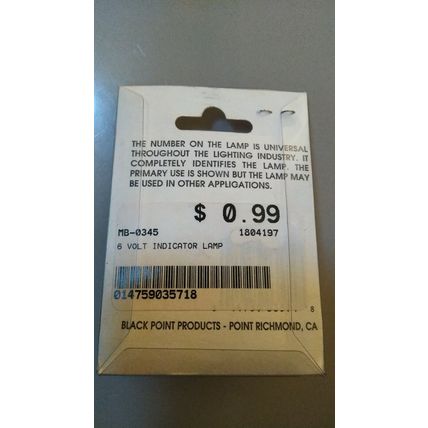 THE NUMBER ON THE LAMP IS UNIVERSAL
THROUGHOUT THE LIGHTING INDUSTRY. IT
COMPLETELY IDENTIFIES THE LAMP. THE
PRIMARY USE IS SHOWN BUT THE LAMP MAY
BE USED IN OTHER APPLICATIONS.
$ 0.99
MB-0345 1804197
6 VOLT INDICATOR LAMP
014759035718
8
BLACK POINT PRODUCTS - POINT RICHMOND, CA